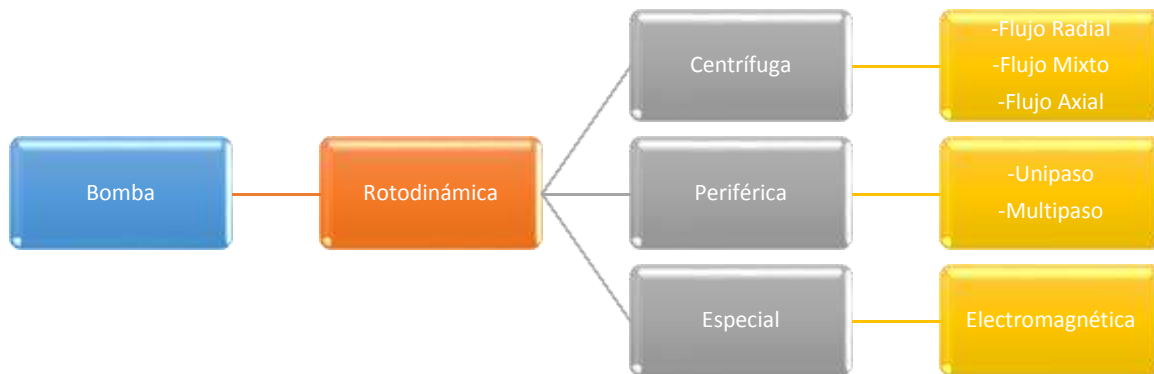 Bomba
Rotodinámica
Centrífuga
-Flujo Radial
-Flujo Mixto
-Flujo Axial
Periférica
-Unipaso
-Multipaso
Especial
Electromagnética